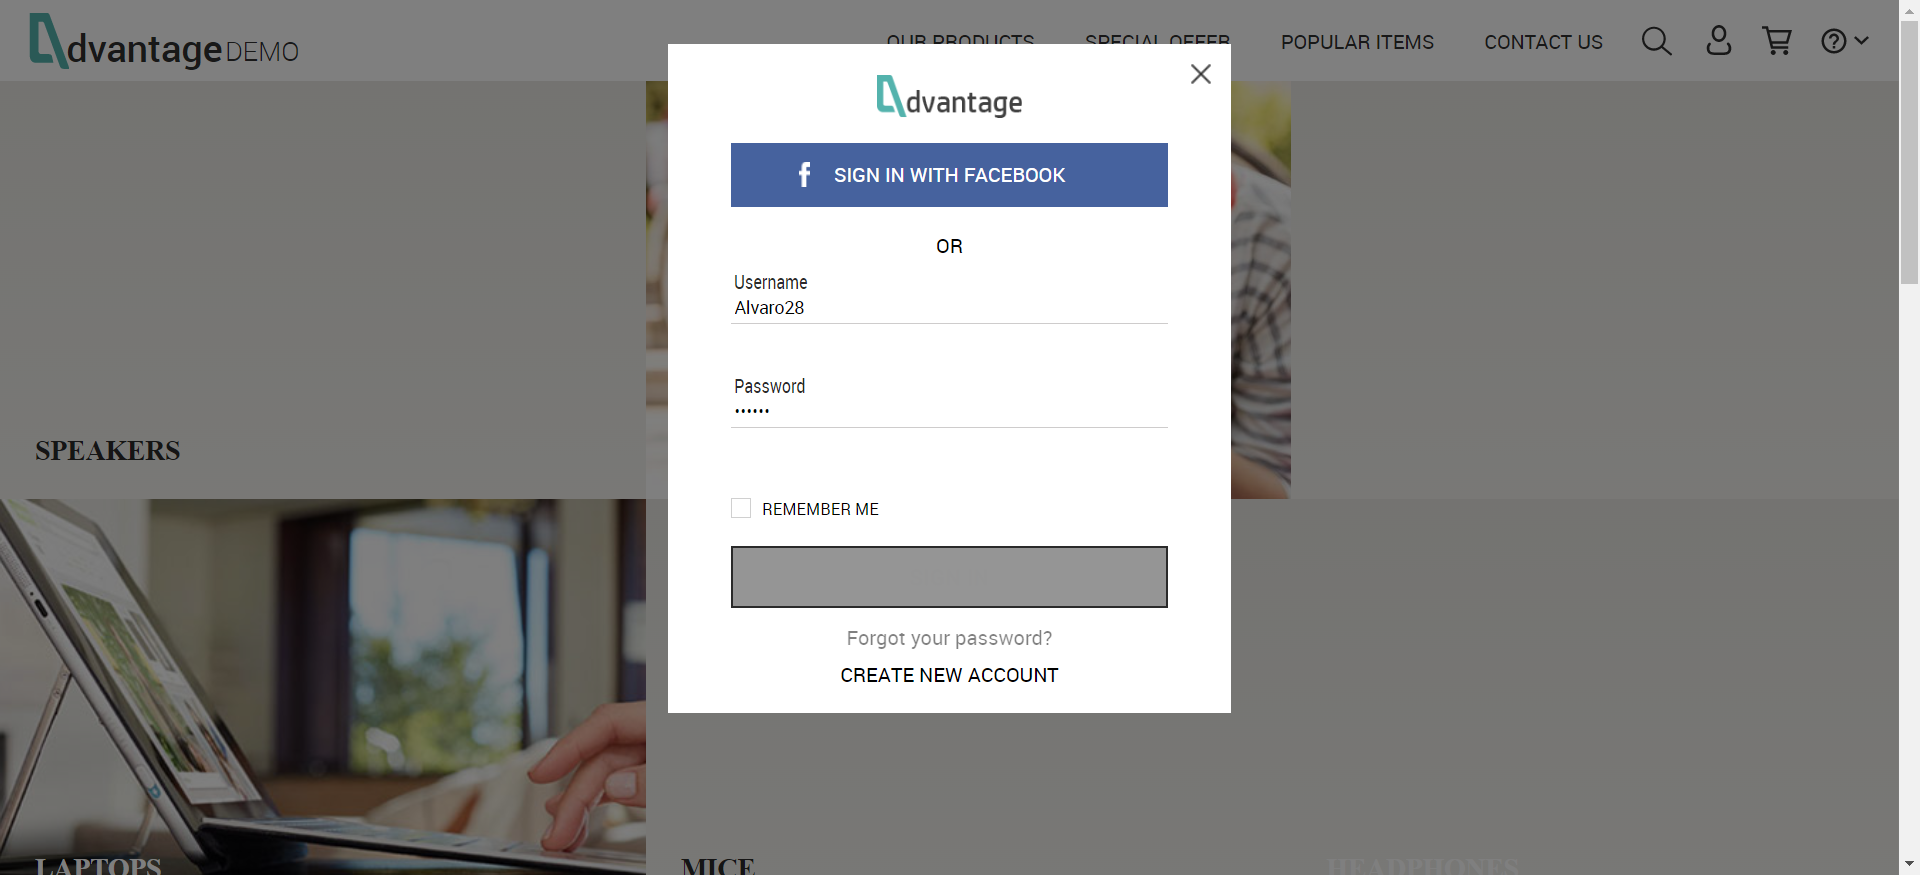 dvantage DEMO
OUR PRODUCTS
SPECIAL OFFER
POPULAR ITEMS
CONTACT US
dvantage
SIGN IN WITH FACEBOOK
OR
Username
Alvaro28
Password
••••••
REMEMBER ME
Forgot your password?
CREATE NEW ACCOUNT
SPEAKERS
LAPTOPS
MICE
HEADPHONES